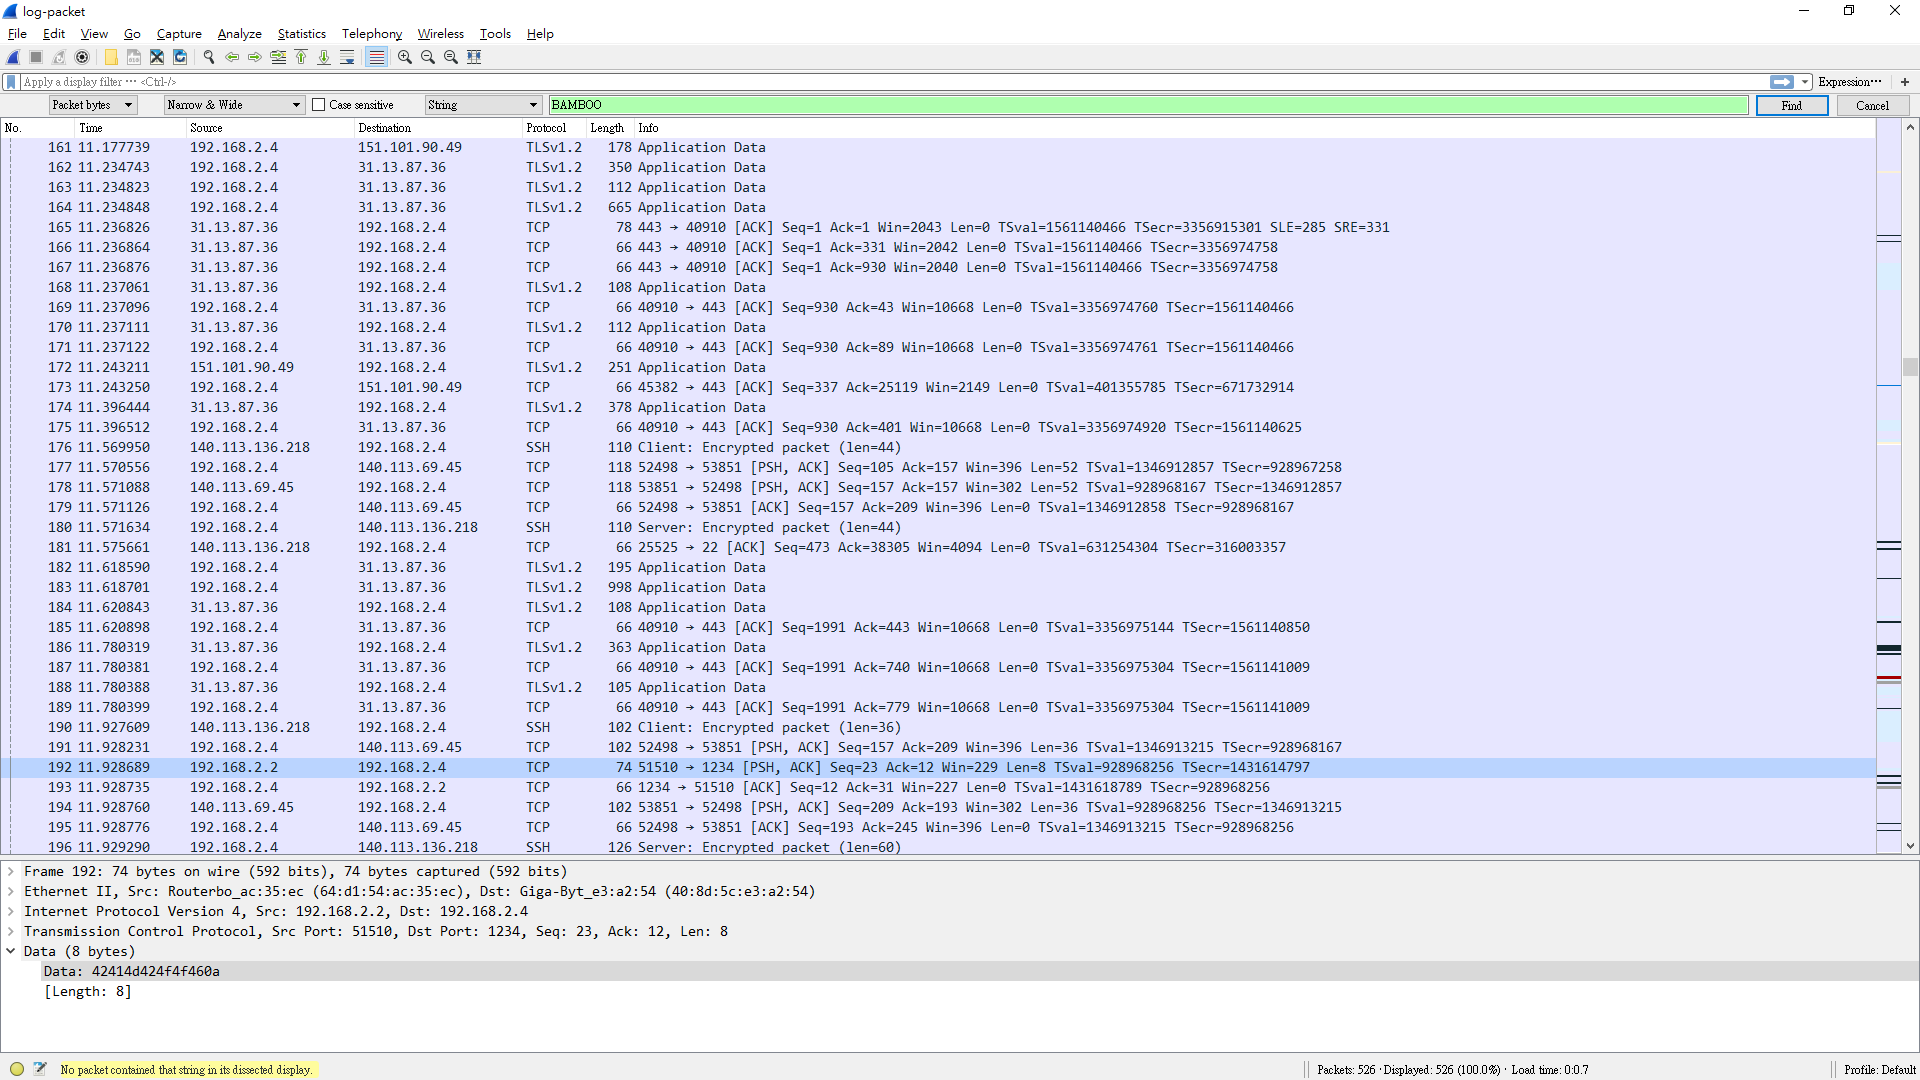 log-packet
File Edit View Go Capture Analyze Statistics Telephony Wireless Tools Help
Apply a display filter ··· <Ctrl-/> Expression··· +
Packet bytes Narrow & Wide Case sensitive String BAMBOO Find Cancel
No. Time Source Destination Protocol Length Info
161 11.177739 192.168.2.4 151.101.90.49 TLSv1.2 178 Application Data
162 11.234743 192.168.2.4 31.13.87.36 TLSv1.2 350 Application Data
163 11.234823 192.168.2.4 31.13.87.36 TLSv1.2 112 Application Data
164 11.234848 192.168.2.4 31.13.87.36 TLSv1.2 665 Application Data
165 11.236826 31.13.87.36 192.168.2.4 TCP 78 443 → 40910 [ACK] Seq=1 Ack=1 Win=2043 Len=0 TSval=1561140466 TSecr=3356915301 SLE=285 SRE=331
166 11.236864 31.13.87.36 192.168.2.4 TCP 66 443 → 40910 [ACK] Seq=1 Ack=331 Win=2042 Len=0 TSval=1561140466 TSecr=3356974758
167 11.236876 31.13.87.36 192.168.2.4 TCP 66 443 → 40910 [ACK] Seq=1 Ack=930 Win=2040 Len=0 TSval=1561140466 TSecr=3356974758
168 11.237061 31.13.87.36 192.168.2.4 TLSv1.2 108 Application Data
169 11.237096 192.168.2.4 31.13.87.36 TCP 66 40910 → 443 [ACK] Seq=930 Ack=43 Win=10668 Len=0 TSval=3356974760 TSecr=1561140466
170 11.237111 31.13.87.36 192.168.2.4 TLSv1.2 112 Application Data
171 11.237122 192.168.2.4 31.13.87.36 TCP 66 40910 → 443 [ACK] Seq=930 Ack=89 Win=10668 Len=0 TSval=3356974761 TSecr=1561140466
172 11.243211 151.101.90.49 192.168.2.4 TLSv1.2 251 Application Data
173 11.243250 192.168.2.4 151.101.90.49 TCP 66 45382 → 443 [ACK] Seq=337 Ack=25119 Win=2149 Len=0 TSval=401355785 TSecr=671732914
174 11.396444 31.13.87.36 192.168.2.4 TLSv1.2 378 Application Data
175 11.396512 192.168.2.4 31.13.87.36 TCP 66 40910 → 443 [ACK] Seq=930 Ack=401 Win=10668 Len=0 TSval=3356974920 TSecr=1561140625
176 11.569950 140.113.136.218 192.168.2.4 SSH 110 Client: Encrypted packet (len=44)
177 11.570556 192.168.2.4 140.113.69.45 TCP 118 52498 → 53851 [PSH, ACK] Seq=105 Ack=157 Win=396 Len=52 TSval=1346912857 TSecr=928967258
178 11.571088 140.113.69.45 192.168.2.4 TCP 118 53851 → 52498 [PSH, ACK] Seq=157 Ack=157 Win=302 Len=52 TSval=928968167 TSecr=1346912857
179 11.571126 192.168.2.4 140.113.69.45 TCP 66 52498 → 53851 [ACK] Seq=157 Ack=209 Win=396 Len=0 TSval=1346912858 TSecr=928968167
180 11.571634 192.168.2.4 140.113.136.218 SSH 110 Server: Encrypted packet (len=44)
181 11.575661 140.113.136.218 192.168.2.4 TCP 66 25525 → 22 [ACK] Seq=473 Ack=38305 Win=4094 Len=0 TSval=631254304 TSecr=316003357
182 11.618590 192.168.2.4 31.13.87.36 TLSv1.2 195 Application Data
183 11.618701 192.168.2.4 31.13.87.36 TLSv1.2 998 Application Data
184 11.620843 31.13.87.36 192.168.2.4 TLSv1.2 108 Application Data
185 11.620898 192.168.2.4 31.13.87.36 TCP 66 40910 → 443 [ACK] Seq=1991 Ack=443 Win=10668 Len=0 TSval=3356975144 TSecr=1561140850
186 11.780319 31.13.87.36 192.168.2.4 TLSv1.2 363 Application Data
187 11.780381 192.168.2.4 31.13.87.36 TCP 66 40910 → 443 [ACK] Seq=1991 Ack=740 Win=10668 Len=0 TSval=3356975304 TSecr=1561141009
188 11.780388 31.13.87.36 192.168.2.4 TLSv1.2 105 Application Data
189 11.780399 192.168.2.4 31.13.87.36 TCP 66 40910 → 443 [ACK] Seq=1991 Ack=779 Win=10668 Len=0 TSval=3356975304 TSecr=1561141009
190 11.927609 140.113.136.218 192.168.2.4 SSH 102 Client: Encrypted packet (len=36)
191 11.928231 192.168.2.4 140.113.69.45 TCP 102 52498 → 53851 [PSH, ACK] Seq=157 Ack=209 Win=396 Len=36 TSval=1346913215 TSecr=928968167
192 11.928689 192.168.2.2 192.168.2.4 TCP 74 51510 → 1234 [PSH, ACK] Seq=23 Ack=12 Win=229 Len=8 TSval=928968256 TSecr=1431614797
193 11.928735 192.168.2.4 192.168.2.2 TCP 66 1234 → 51510 [ACK] Seq=12 Ack=31 Win=227 Len=0 TSval=1431618789 TSecr=928968256
194 11.928760 140.113.69.45 192.168.2.4 TCP 102 53851 → 52498 [PSH, ACK] Seq=209 Ack=193 Win=302 Len=36 TSval=928968256 TSecr=1346913215
195 11.928776 192.168.2.4 140.113.69.45 TCP 66 52498 → 53851 [ACK] Seq=193 Ack=245 Win=396 Len=0 TSval=1346913215 TSecr=928968256
196 11.929290 192.168.2.4 140.113.136.218 SSH 126 Server: Encrypted packet (len=60)
Frame 192: 74 bytes on wire (592 bits), 74 bytes captured (592 bits)
Ethernet II, Src: Routerbo_ac:35:ec (64:d1:54:ac:35:ec), Dst: Giga-Byt_e3:a2:54 (40:8d:5c:e3:a2:54)
Internet Protocol Version 4, Src: 192.168.2.2, Dst: 192.168.2.4
Transmission Control Protocol, Src Port: 51510, Dst Port: 1234, Seq: 23, Ack: 12, Len: 8
Data (8 bytes)
Data: 42414d424f4f460a
[Length: 8]
No packet contained that string in its dissected display. Packets: 526 · Displayed: 526 (100.0%) · Load time: 0:0.7 Profile: Default